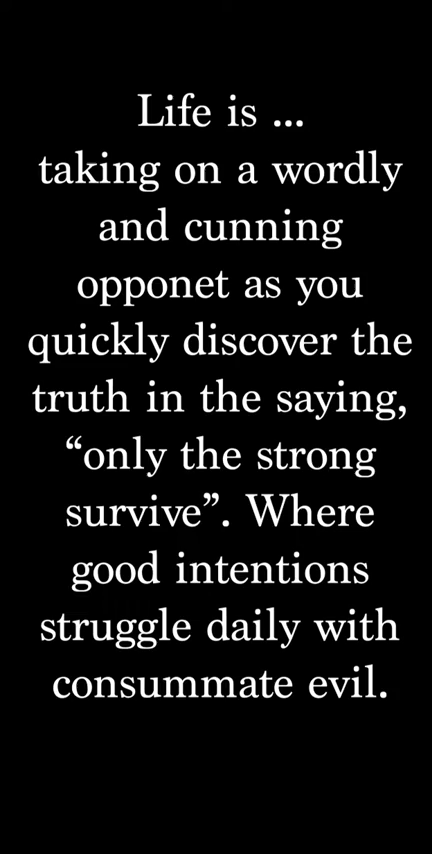 Life is ...
taking on a wordly
and cunning
opponet as you
quickly discover the
truth in the saying,
“only the strong
survive”. Where
good intentions
struggle daily with
consummate evil.